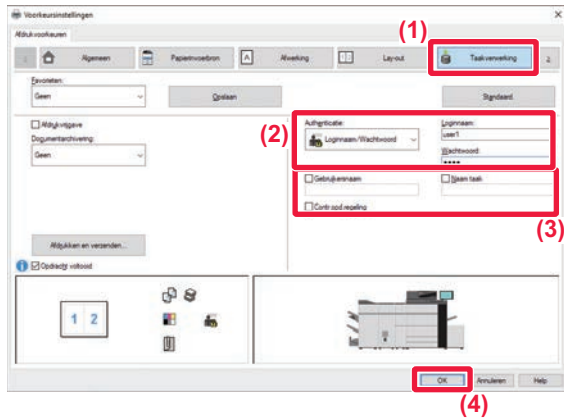 Voorkeursinstellingen
Afdrukvoorkeuren
(1)
Algemeen Papierinvoerbron Afwerking Lay-out Taakverwerking
Favorieten:
Geen Opslaan Standaard
Afdrukvrijgave
Documentarchivering:
Geen
(2)
Authenticatie: Loginnaam:
Loginnaam/Wachtwoord user1
Wachtwoord:
••••
Gebruikersnaam Naam taak
Contr opd.regeling
(3)
Afdrukken en verzenden...
Opdracht voltooid
1 2
OK Annuleren Help
(4)